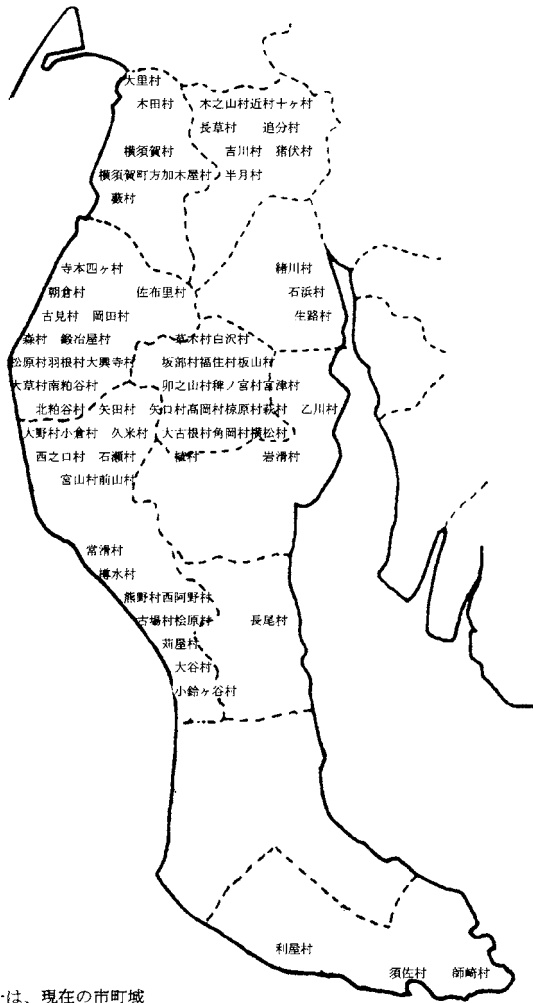 大里村
木田村 木之山村近村十ヶ村
長草村 追分村
横須賀村 吉川村 猪伏村
横須賀町方加木屋村 半月村
藪村
寺本四ヶ村 緒川村
朝倉村 佐布里村 石浜村
古見村 岡田村 生路村
森村 鍛冶屋村 草木村白沢村
松原村羽根村大興寺村 坂部村福住村板山村
大草村南粕谷村 卯之山村稗ノ宮村宮津村
北粕谷村 矢田村 矢口村高岡村椋原村萩村 乙川村
大野村小倉村 久米村 大古根村角岡村横松村
西之口村 石瀬村 植村 岩滑村
宮山村前山村
常滑村
樽水村
熊野村西阿野村
古場村桧原村 長尾村
苅屋村
大谷村
小鈴ヶ谷村
利屋村
須佐村 師崎村
は、現在の市町域